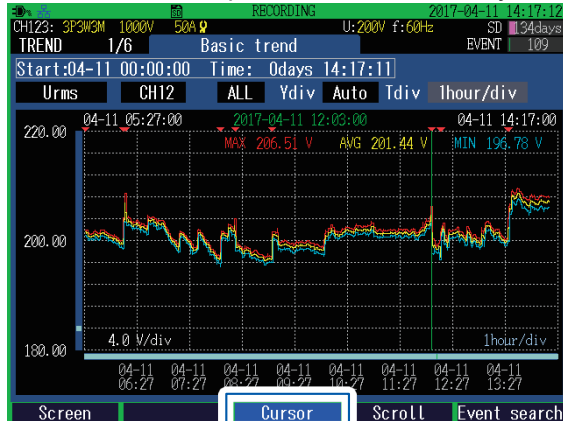 SD RECORDING 2017-04-11 14:17:12
CH123: 3P3W3M 1000V 50A U:200V f:60Hz SD 134days
TREND 1/6 Basic trend EVENT 109
Start:04-11 00:00:00 Time: 0days 14:17:11
Urms CH12 ALL Ydiv Auto Tdiv 1hour/div
04-11 05:27:00 2017-04-11 12:03:00 04-11 14:17:00
220.00 MAX 206.51 V AVG 201.44 V MIN 196.78 V
200.00
4.0 V/div 1hour/div
180.00
04-11 04-11 04-11 04-11 04-11 04-11 04-11 04-11
06:27 07:27 08:27 09:27 10:27 11:27 12:27 13:27
Screen Cursor Scroll Event search